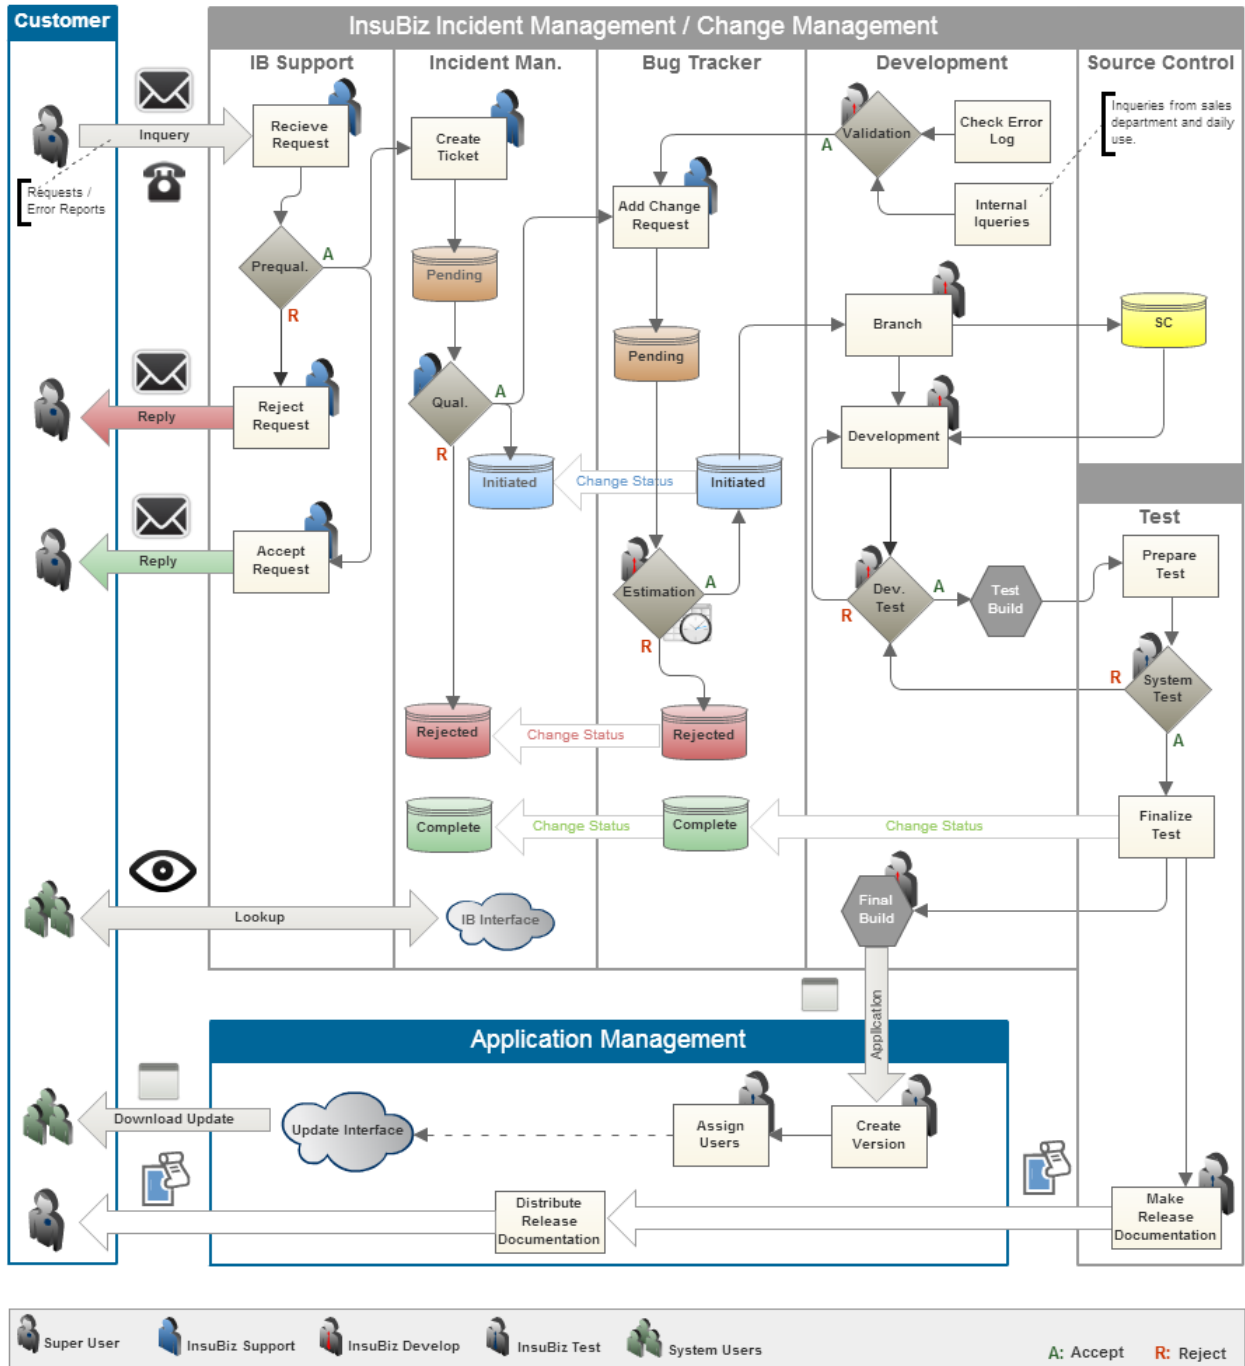 Customer
InsuBiz Incident Management / Change Management
IB Support
Incident Man.
Bug Tracker
Development
Source Control
Inquery
Recieve
Request
Create
Ticket
Validation
A
Check Error
Log
Inqueries from sales
department and daily
use.
Requests /
Error Reports
Add Change
Request
Internal
Iqueries
Prequal.
A
R
Pending
Branch
SC
Pending
Reply
Reject
Request
Qual.
A
R
Development
Initiated
Change Status
Initiated
Test
Reply
Accept
Request
Prepare
Test
Estimation
A
R
Dev.
Test
A
R
Test
Build
System
Test
R
A
Rejected
Change Status
Rejected
Complete
Change Status
Complete
Change Status
Finalize
Test
Lookup
IB Interface
Final
Build
Application
Application Management
Download Update
Update Interface
Assign
Users
Create
Version
Distribute
Release
Documentation
Make
Release
Documentation
Super User
InsuBiz Support
InsuBiz Develop
InsuBiz Test
System Users
A: Accept
R: Reject